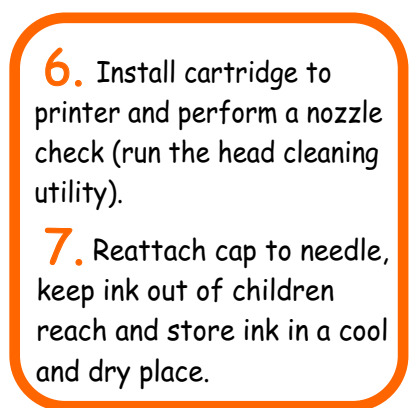 6. Install cartridge to
printer and perform a nozzle
check (run the head cleaning
utility).
7. Reattach cap to needle,
keep ink out of children
reach and store ink in a cool
and dry place.